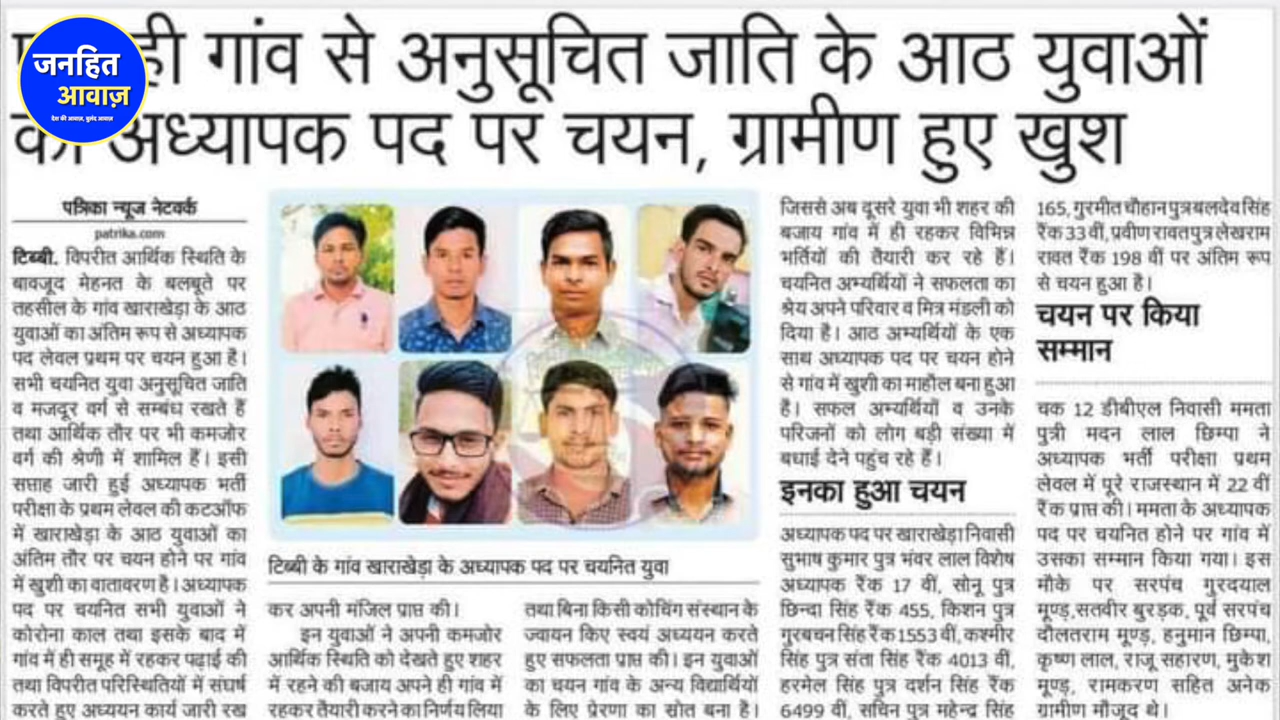 जनहित
आवाज़
देश की आवाज़, बुलंद आवाज़
ही गांव से अनुसूचित जाति के आठ युवाओं
का अध्यापक पद पर चयन, ग्रामीण हुए खुश
पत्रिका न्यूज नेटवर्क
patrika.com
टिब्बी. विपरीत आर्थिक स्थिति के
बावजूद मेहनत के बलबूते पर
तहसील के गांव खाराखेड़ा के आठ
युवाओं का अंतिम रूप से अध्यापक
पद लेवल प्रथम पर चयन हुआ है।
सभी चयनित युवा अनुसूचित जाति
व मजदूर वर्ग से सम्बंध रखते हैं
तथा आर्थिक तौर पर भी कमजोर
वर्ग की श्रेणी में शामिल हैं। इसी
सप्ताह जारी हुई अध्यापक भर्ती
परीक्षा के प्रथम लेवल की कटऑफ
में खाराखेड़ा के आठ युवाओं का
अंतिम तौर पर चयन होने पर गांव
में खुशी का वातावरण है। अध्यापक
पद पर चयनित सभी युवाओं ने
कोरोना काल तथा इसके बाद में
गांव में ही समूह में रहकर पढ़ाई की
तथा विपरीत परिस्थितियों में संघर्ष
करते हुए अध्ययन कार्य जारी रख
टिब्बी के गांव खाराखेड़ा के अध्यापक पद पर चयनित युवा
कर अपनी मंजिल प्राप्त की।
इन युवाओं ने अपनी कमजोर
आर्थिक स्थिति को देखते हुए शहर
में रहने की बजाय अपने ही गांव में
रहकर तैयारी करने का निर्णय लिया
तथा बिना किसी कोचिंग संस्थान के
ज्वायन किए स्वयं अध्ययन करते
हुए सफलता प्राप्त की। इन युवाओं
का चयन गांव के अन्य विद्यार्थियों
के लिए प्रेरणा का स्रोत बना है।
जिससे अब दूसरे युवा भी शहर की
बजाय गांव में ही रहकर विभिन्न
भर्तियों की तैयारी कर रहे हैं।
चयनित अभ्यर्थियों ने सफलता का
श्रेय अपने परिवार व मित्र मंडली को
दिया है। आठ अभ्यर्थियों के एक
साथ अध्यापक पद पर चयन होने
से गांव में खुशी का माहौल बना हुआ
है। सफल अभ्यर्थियों व उनके
परिजनों को लोग बड़ी संख्या में
बधाई देने पहुंच रहे हैं।
इनका हुआ चयन
अध्यापक पद पर खाराखेड़ा निवासी
सुभाष कुमार पुत्र भंवर लाल विशेष
अध्यापक रैंक 17 वीं, सोनू पुत्र
छिन्दा सिंह रैंक 455, किशन पुत्र
गुरबचन सिंह रैंक 1553 वीं, कश्मीर
सिंह पुत्र संता सिंह रैंक 4013 वीं,
हरमेल सिंह पुत्र दर्शन सिंह रैंक
6499 वीं, सचिन पुत्र महेन्द्र सिंह
165, गुरमीत चौहान पुत्र बलदेव सिंह
रैंक 33 वीं, प्रवीण रावत पुत्र लेखराम
रावत रैंक 198 वीं पर अंतिम रूप
से चयन हुआ है।
चयन पर किया
सम्मान
चक 12 डीबीएल निवासी ममता
पुत्री मदन लाल छिम्पा ने
अध्यापक भर्ती परीक्षा प्रथम
लेवल में पूरे राजस्थान में 22 वीं
रैंक प्राप्त की। ममता के अध्यापक
पद पर चयनित होने पर गांव में
उसका सम्मान किया गया। इस
मौके पर सरपंच गुरदयाल
मूण्ड,सतवीर बुरड़क, पूर्व सरपंच
दौलतराम मूण्ड, हनुमान छिम्पा,
कृष्ण लाल, राजू सहारण, मुकेश
मूण्ड, रामकरण सहित अनेक
ग्रामीण मौजूद थे।